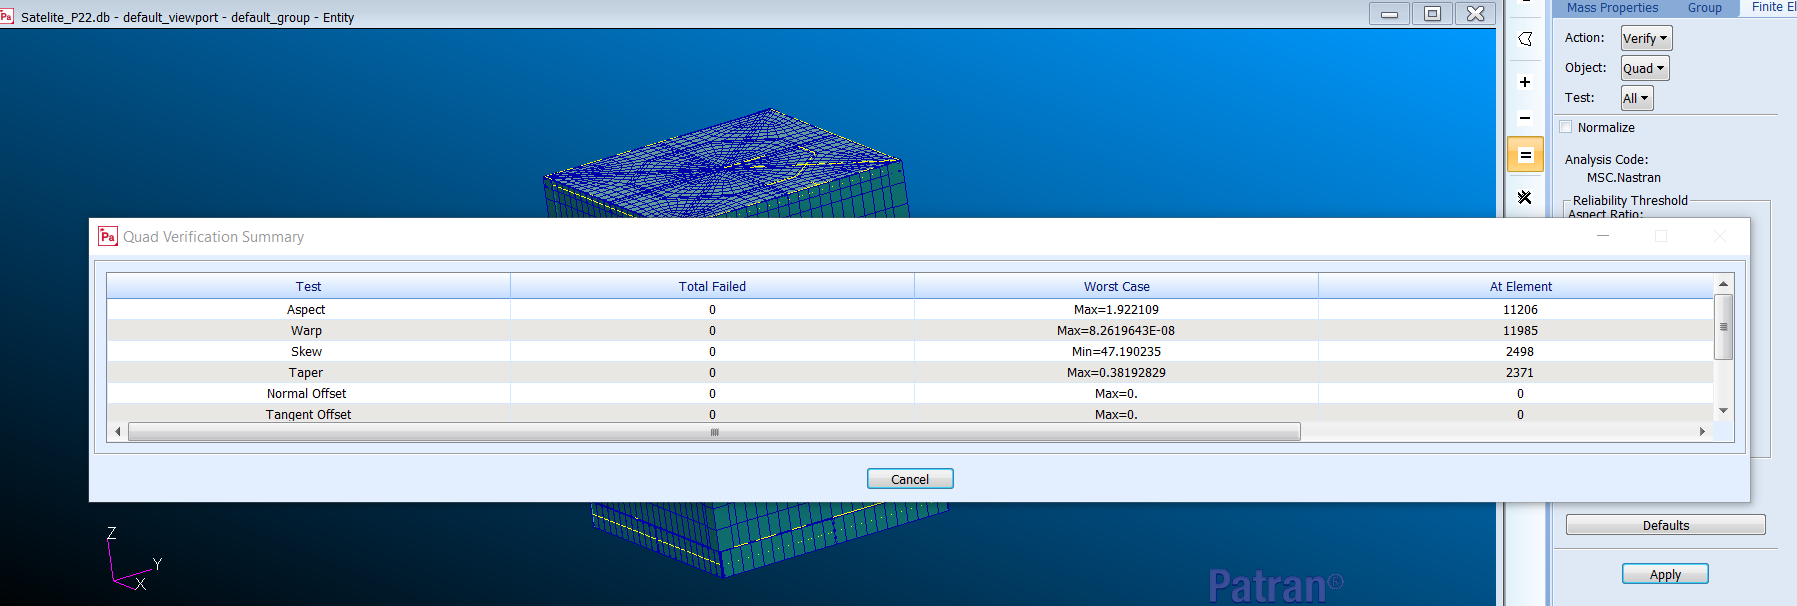 Satelite_P22.db - default_viewport - default_group - Entity
Mass Properties Group Finite El
Action: Verify
Object: Quad
Test: All
Normalize
Analysis Code:
MSC.Nastran
Reliability Threshold
Aspect Ratio:
Pa Quad Verification Summary
Test Total Failed Worst Case At Element
Aspect 0 Max=1.922109 11206
Warp 0 Max=8.2619643E-08 11985
Skew 0 Min=47.190235 2498
Taper 0 Max=0.38192829 2371
Normal Offset 0 Max=0. 0
Tangent Offset 0 Max=0. 0
Cancel
Defaults
Apply
Z
Y
X
Patran®